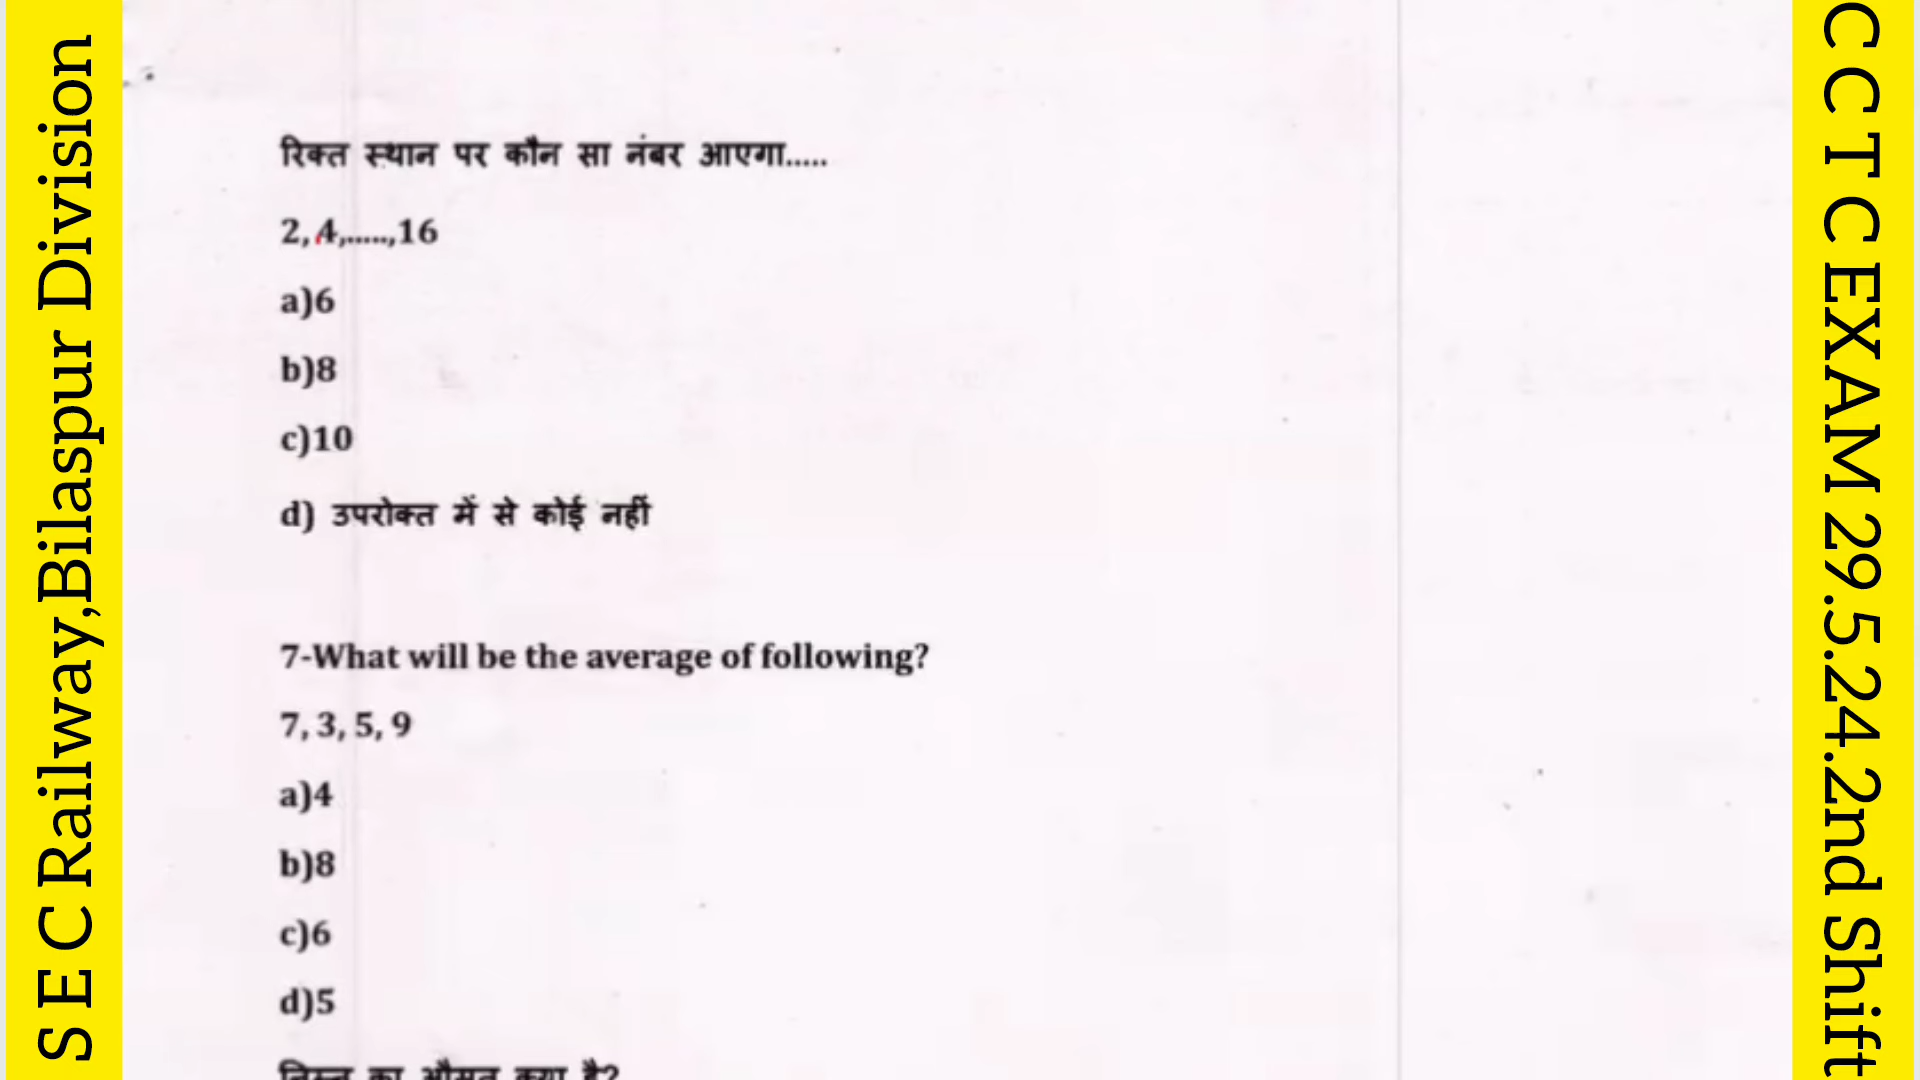 S E C Railway,Bilaspur Division
रिक्त स्थान पर कौन सा नंबर आएगा.....
2, 4,.....,16
a)6
b)8
c)10
d) उपरोक्त में से कोई नहीं
7-What will be the average of following?
7, 3, 5, 9
a)4
b)8
c)6
d)5
निम्न का औसत क्या है?
C C T C EXAM 29.5.24.2nd Shift